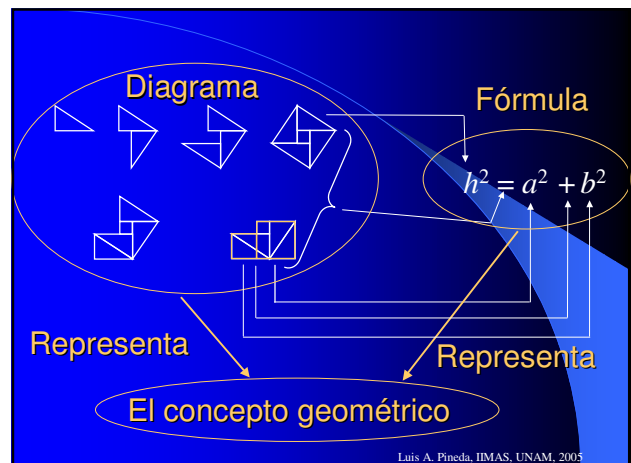 Diagrama
Fórmula
h² = a² + b²
Representa
Representa
El concepto geométrico
Luis A. Pineda, IIMAS, UNAM, 2005